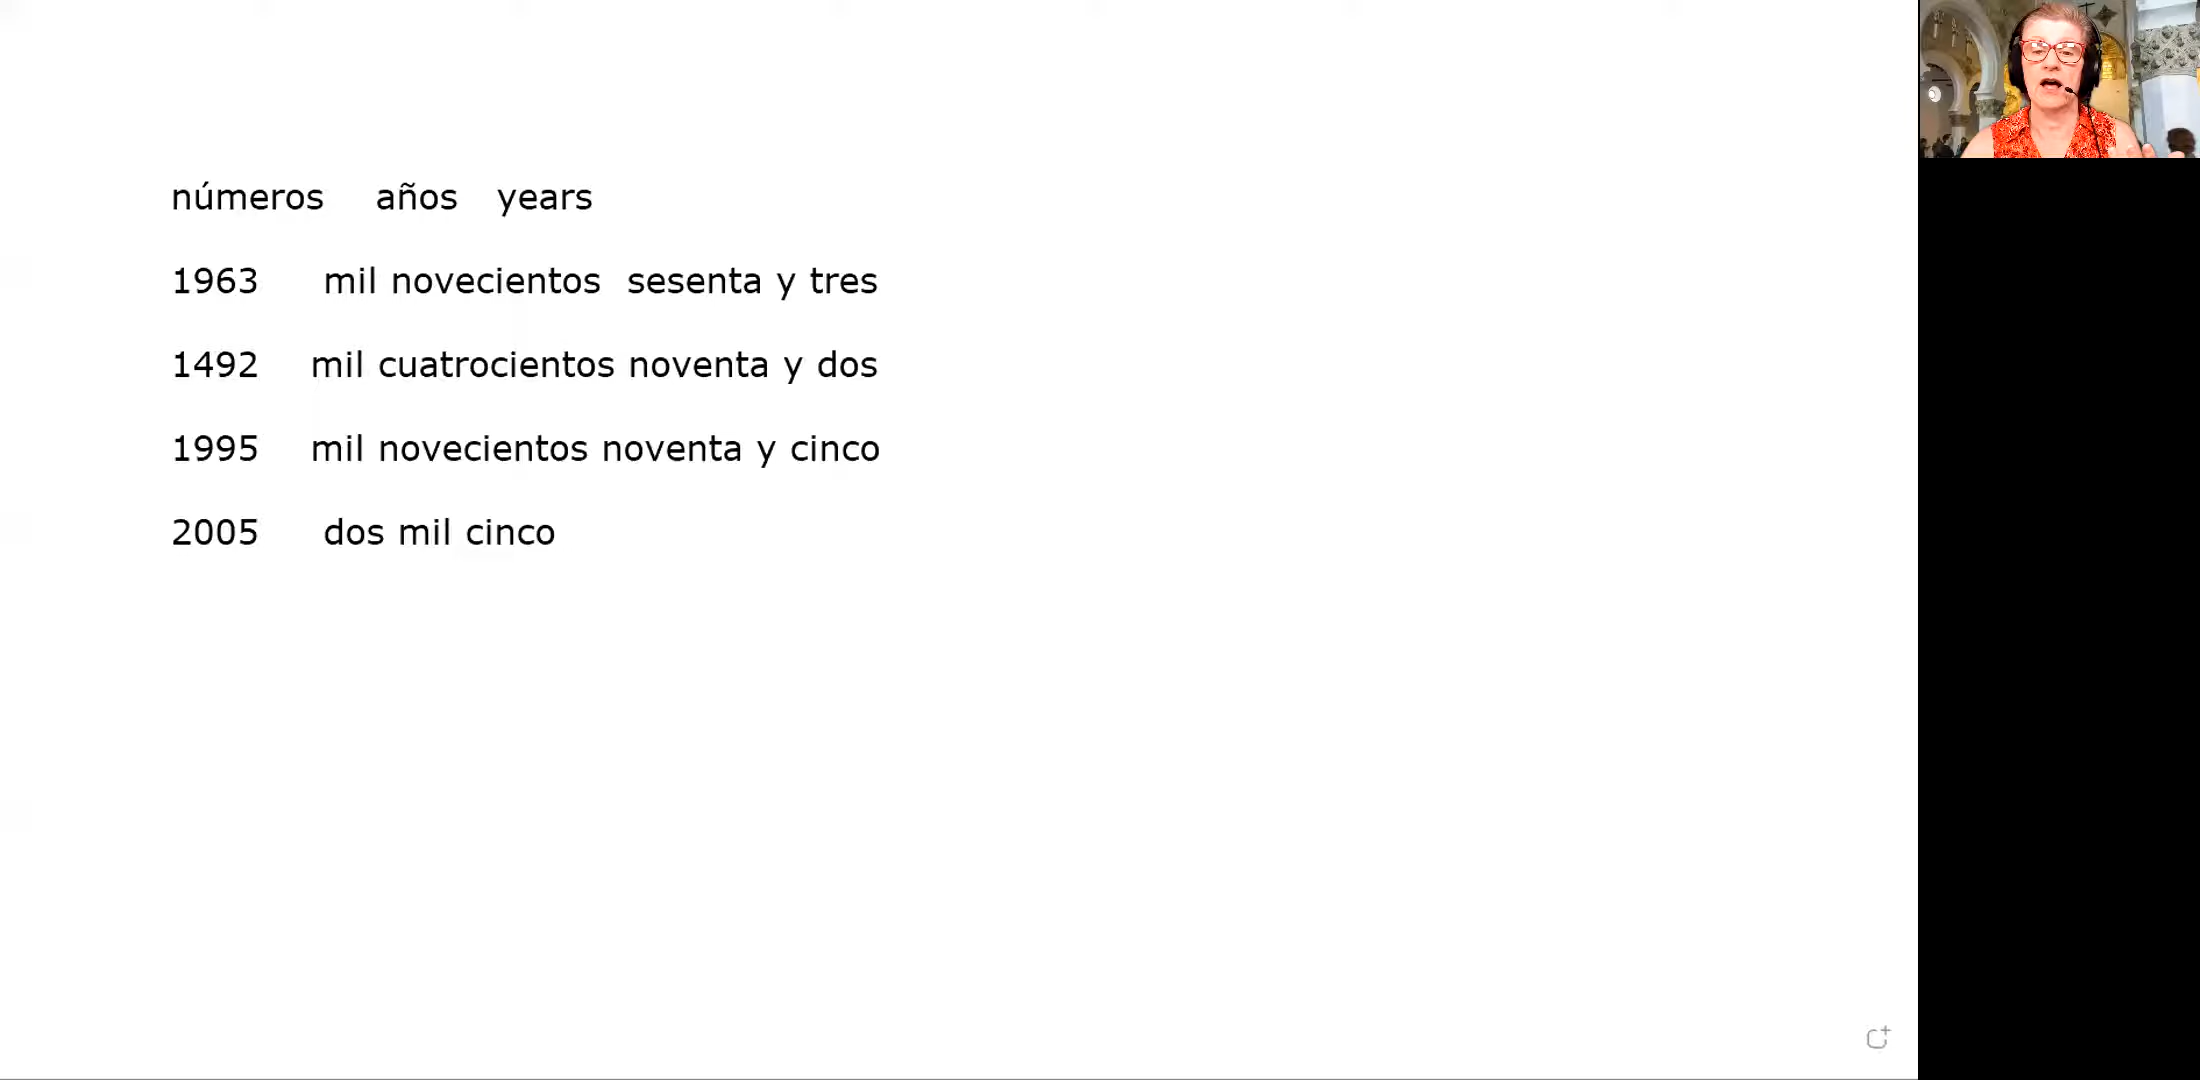 números años years
1963 mil novecientos sesenta y tres
1492 mil cuatrocientos noventa y dos
1995 mil novecientos noventa y cinco
2005 dos mil cinco